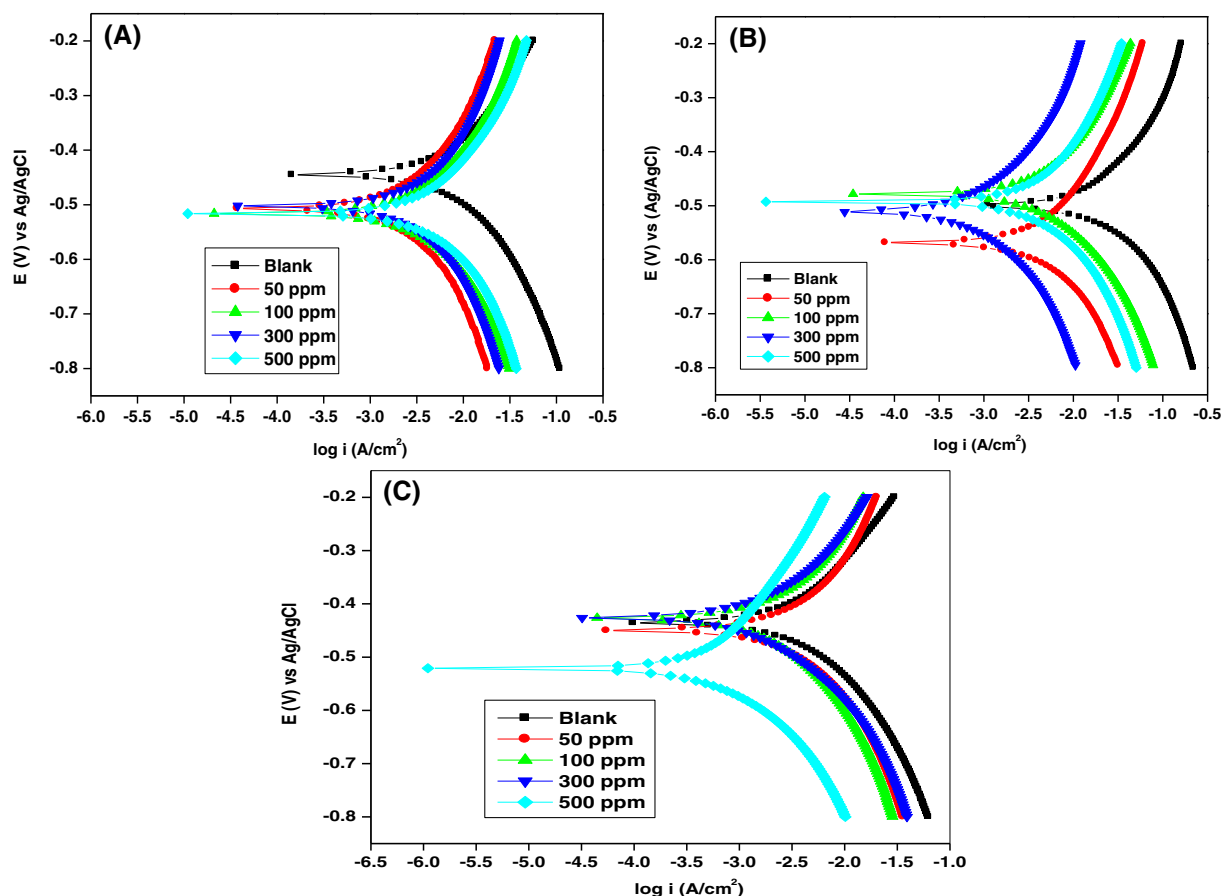 (A)
E (V) vs Ag/AgCl
-0.2
-0.3
-0.4
-0.5
-0.6
-0.7
-0.8
Blank
50 ppm
100 ppm
300 ppm
500 ppm
-6.0 -5.5 -5.0 -4.5 -4.0 -3.5 -3.0 -2.5 -2.0 -1.5 -1.0 -0.5
log i (A/cm²)
(B)
E (V) vs (Ag/AgCl)
-0.2
-0.3
-0.4
-0.5
-0.6
-0.7
-0.8
Blank
50 ppm
100 ppm
300 ppm
500 ppm
-6.0 -5.5 -5.0 -4.5 -4.0 -3.5 -3.0 -2.5 -2.0 -1.5 -1.0 -0.5
log i (A/cm²)
(C)
E (V) vs Ag/AgCl
-0.2
-0.3
-0.4
-0.5
-0.6
-0.7
-0.8
Blank
50 ppm
100 ppm
300 ppm
500 ppm
-6.5 -6.0 -5.5 -5.0 -4.5 -4.0 -3.5 -3.0 -2.5 -2.0 -1.5 -1.0
log i (A/cm²)